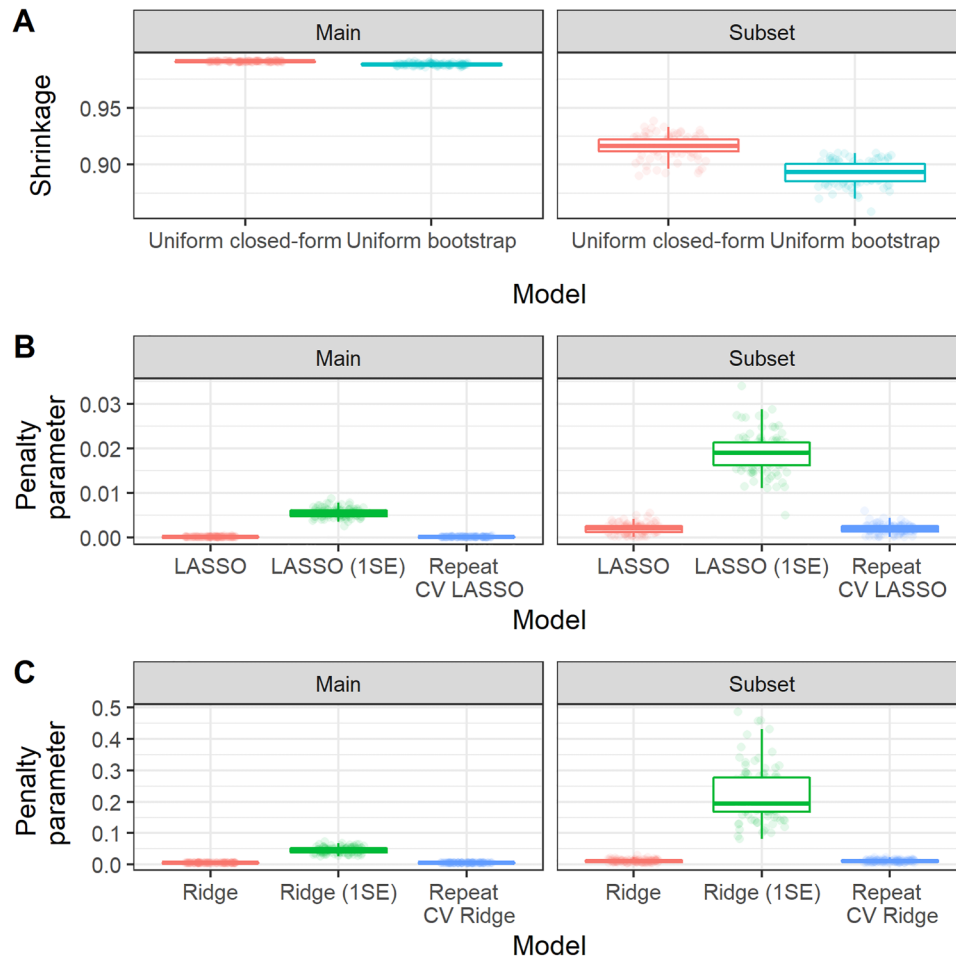 A
Main
Subset
Shrinkage
0.95
0.90
Uniform closed-form
Uniform bootstrap
Uniform closed-form
Uniform bootstrap
Model
B
Main
Subset
Penalty
parameter
0.03
0.02
0.01
0.00
LASSO
LASSO (1SE)
Repeat
CV LASSO
LASSO
LASSO (1SE)
Repeat
CV LASSO
Model
C
Main
Subset
Penalty
parameter
0.5
0.4
0.3
0.2
0.1
0.0
Ridge
Ridge (1SE)
Repeat
CV Ridge
Ridge
Ridge (1SE)
Repeat
CV Ridge
Model